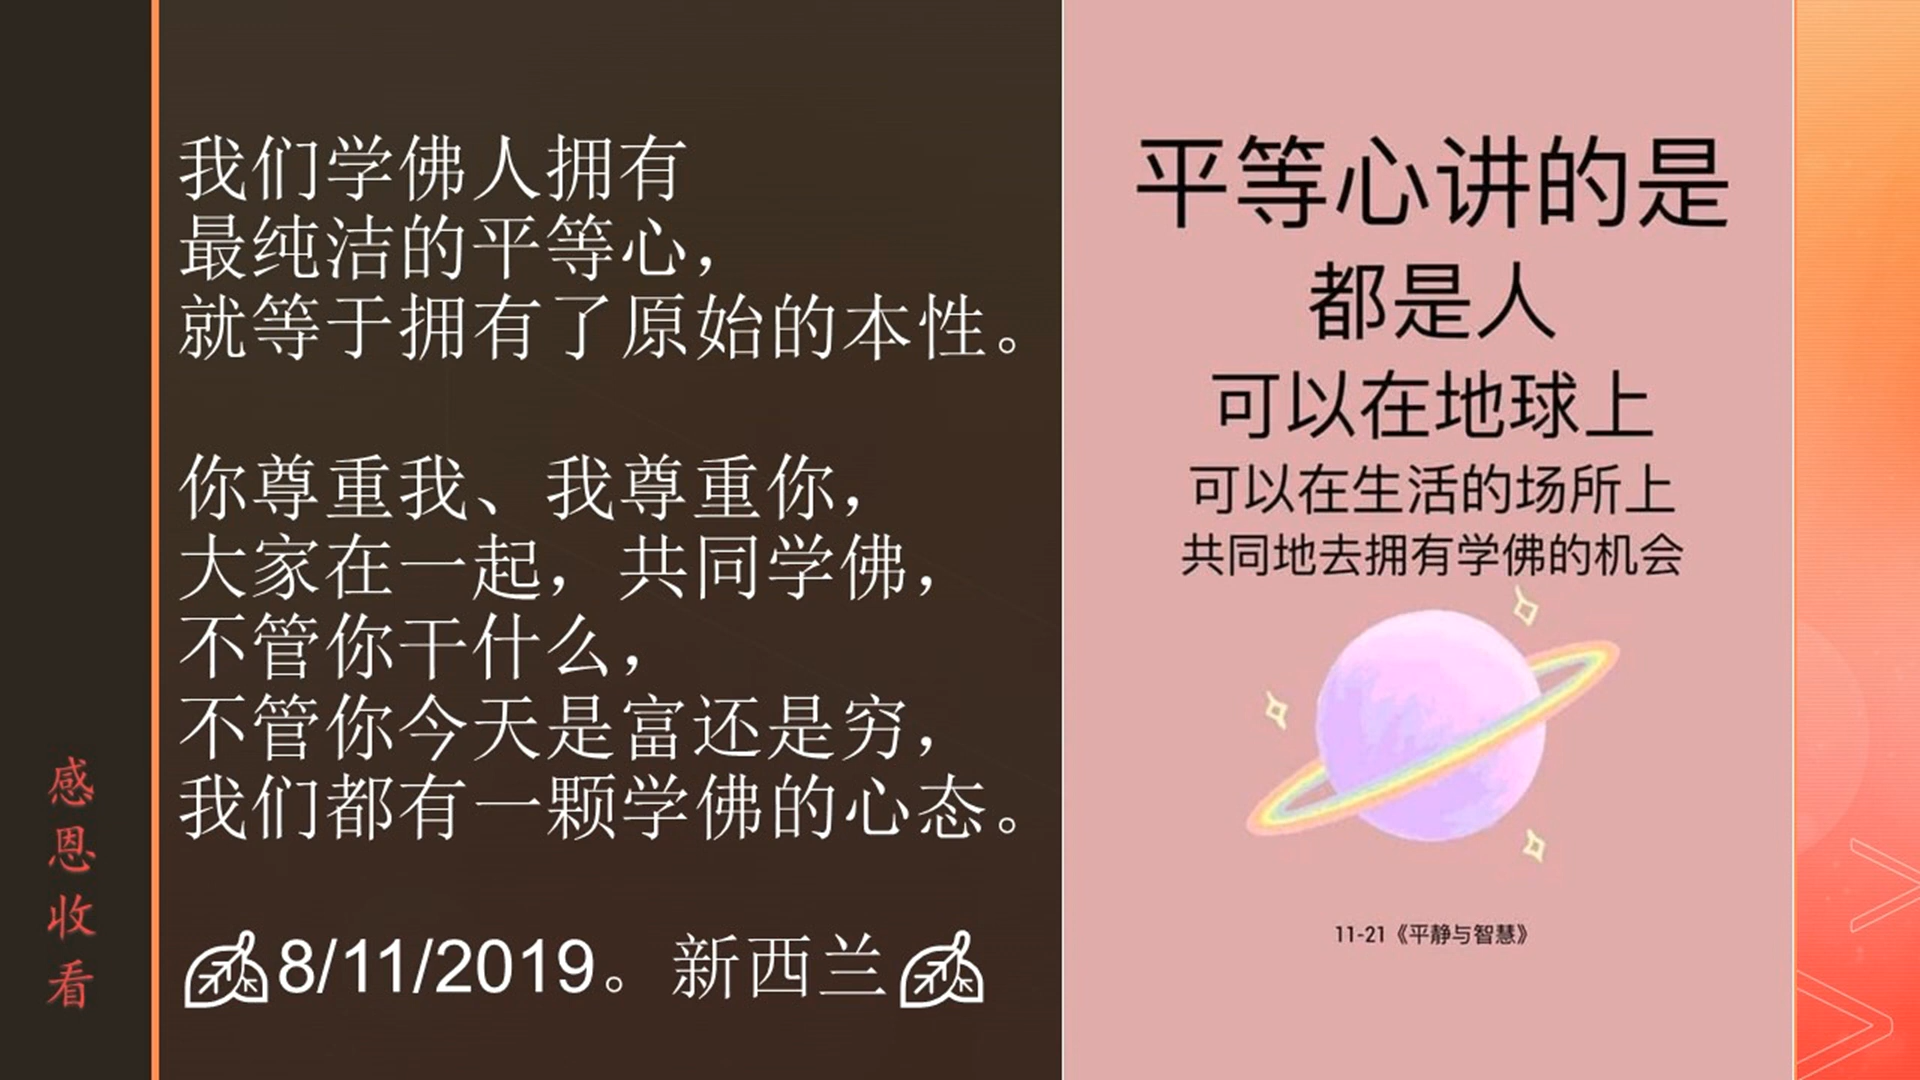 我们学佛人拥有
最纯洁的平等心，
就等于拥有了原始的本性。
你尊重我、我尊重你，
大家在一起，共同学佛，
不管你干什么，
不管你今天是富还是穷，
我们都有一颗学佛的心态。
8/11/2019。新西兰
平等心讲的是
都是人
可以在地球上
可以在生活的场所上
共同地去拥有学佛的机会
11-21《平静与智慧》
感恩收看